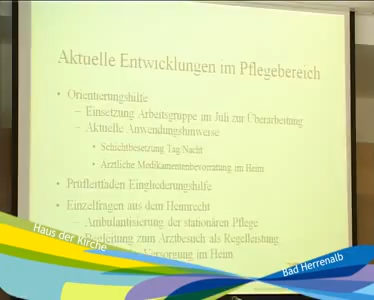 Aktuelle Entwicklungen im Pflegebereich
• Orientierungshilfe
– Einsetzung Arbeitsgruppe im Juli zur Überarbeitung
– Aktuelle Anwendungshinweise
• Schichtbesetzung Tag/Nacht
• Ärztliche Medikamentenbevorratung im Heim
• Prüfleitfaden Eingliederungshilfe
• Einzelfragen aus dem Heimrecht
– Ambulantisierung der stationären Pflege
Begleitung zum Arztbesuch als Regelleistung
Versorgung im Heim
Haus der Kirche
Bad Herrenalb